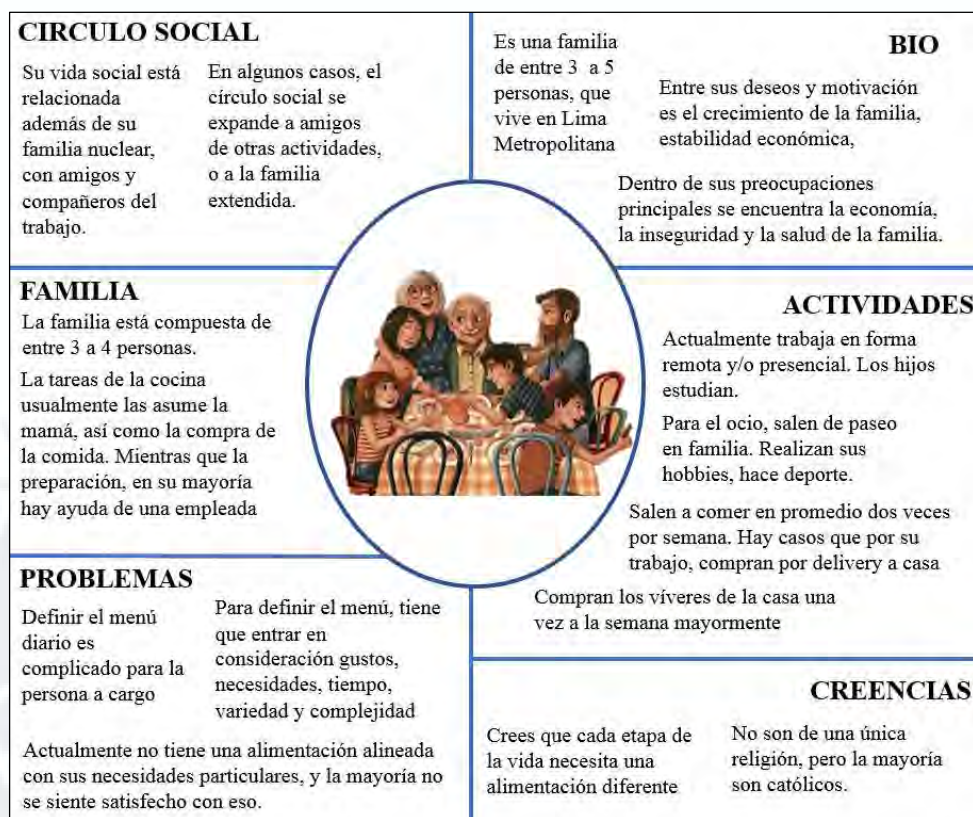 CIRCULO SOCIAL
Su vida social está
relacionada
además de su
familia nuclear,
con amigos y
compañeros del
trabajo.
En algunos casos, el
círculo social se
expande a amigos
de otras actividades,
o a la familia
extendida.
BIO
Es una familia
de entre 3 a 5
personas, que
vive en Lima
Metropolitana
Entre sus deseos y motivación
es el crecimiento de la familia,
estabilidad económica,
Dentro de sus preocupaciones
principales se encuentra la economía,
la inseguridad y la salud de la familia.
FAMILIA
La familia está compuesta de
entre 3 a 4 personas.
La tareas de la cocina
usualmente las asume la
mamá, así como la compra de
la comida. Mientras que la
preparación, en su mayoría
hay ayuda de una empleada
ACTIVIDADES
Actualmente trabaja en forma
remota y/o presencial. Los hijos
estudian.
Para el ocio, salen de paseo
en familia. Realizan sus
hobbies, hace deporte.
Salen a comer en promedio dos veces
por semana. Hay casos que por su
trabajo, compran por delivery a casa
Compran los víveres de la casa una
vez a la semana mayormente
PROBLEMAS
Definir el menú
diario es
complicado para la
persona a cargo
Para definir el menú, tiene
que entrar en
consideración gustos,
necesidades, tiempo,
variedad y complejidad
Actualmente no tiene una alimentación alineada
con sus necesidades particulares, y la mayoría no
se siente satisfecho con eso.
CREENCIAS
Crees que cada etapa de
la vida necesita una
alimentación diferente
No son de una única
religión, pero la mayoría
son católicos.